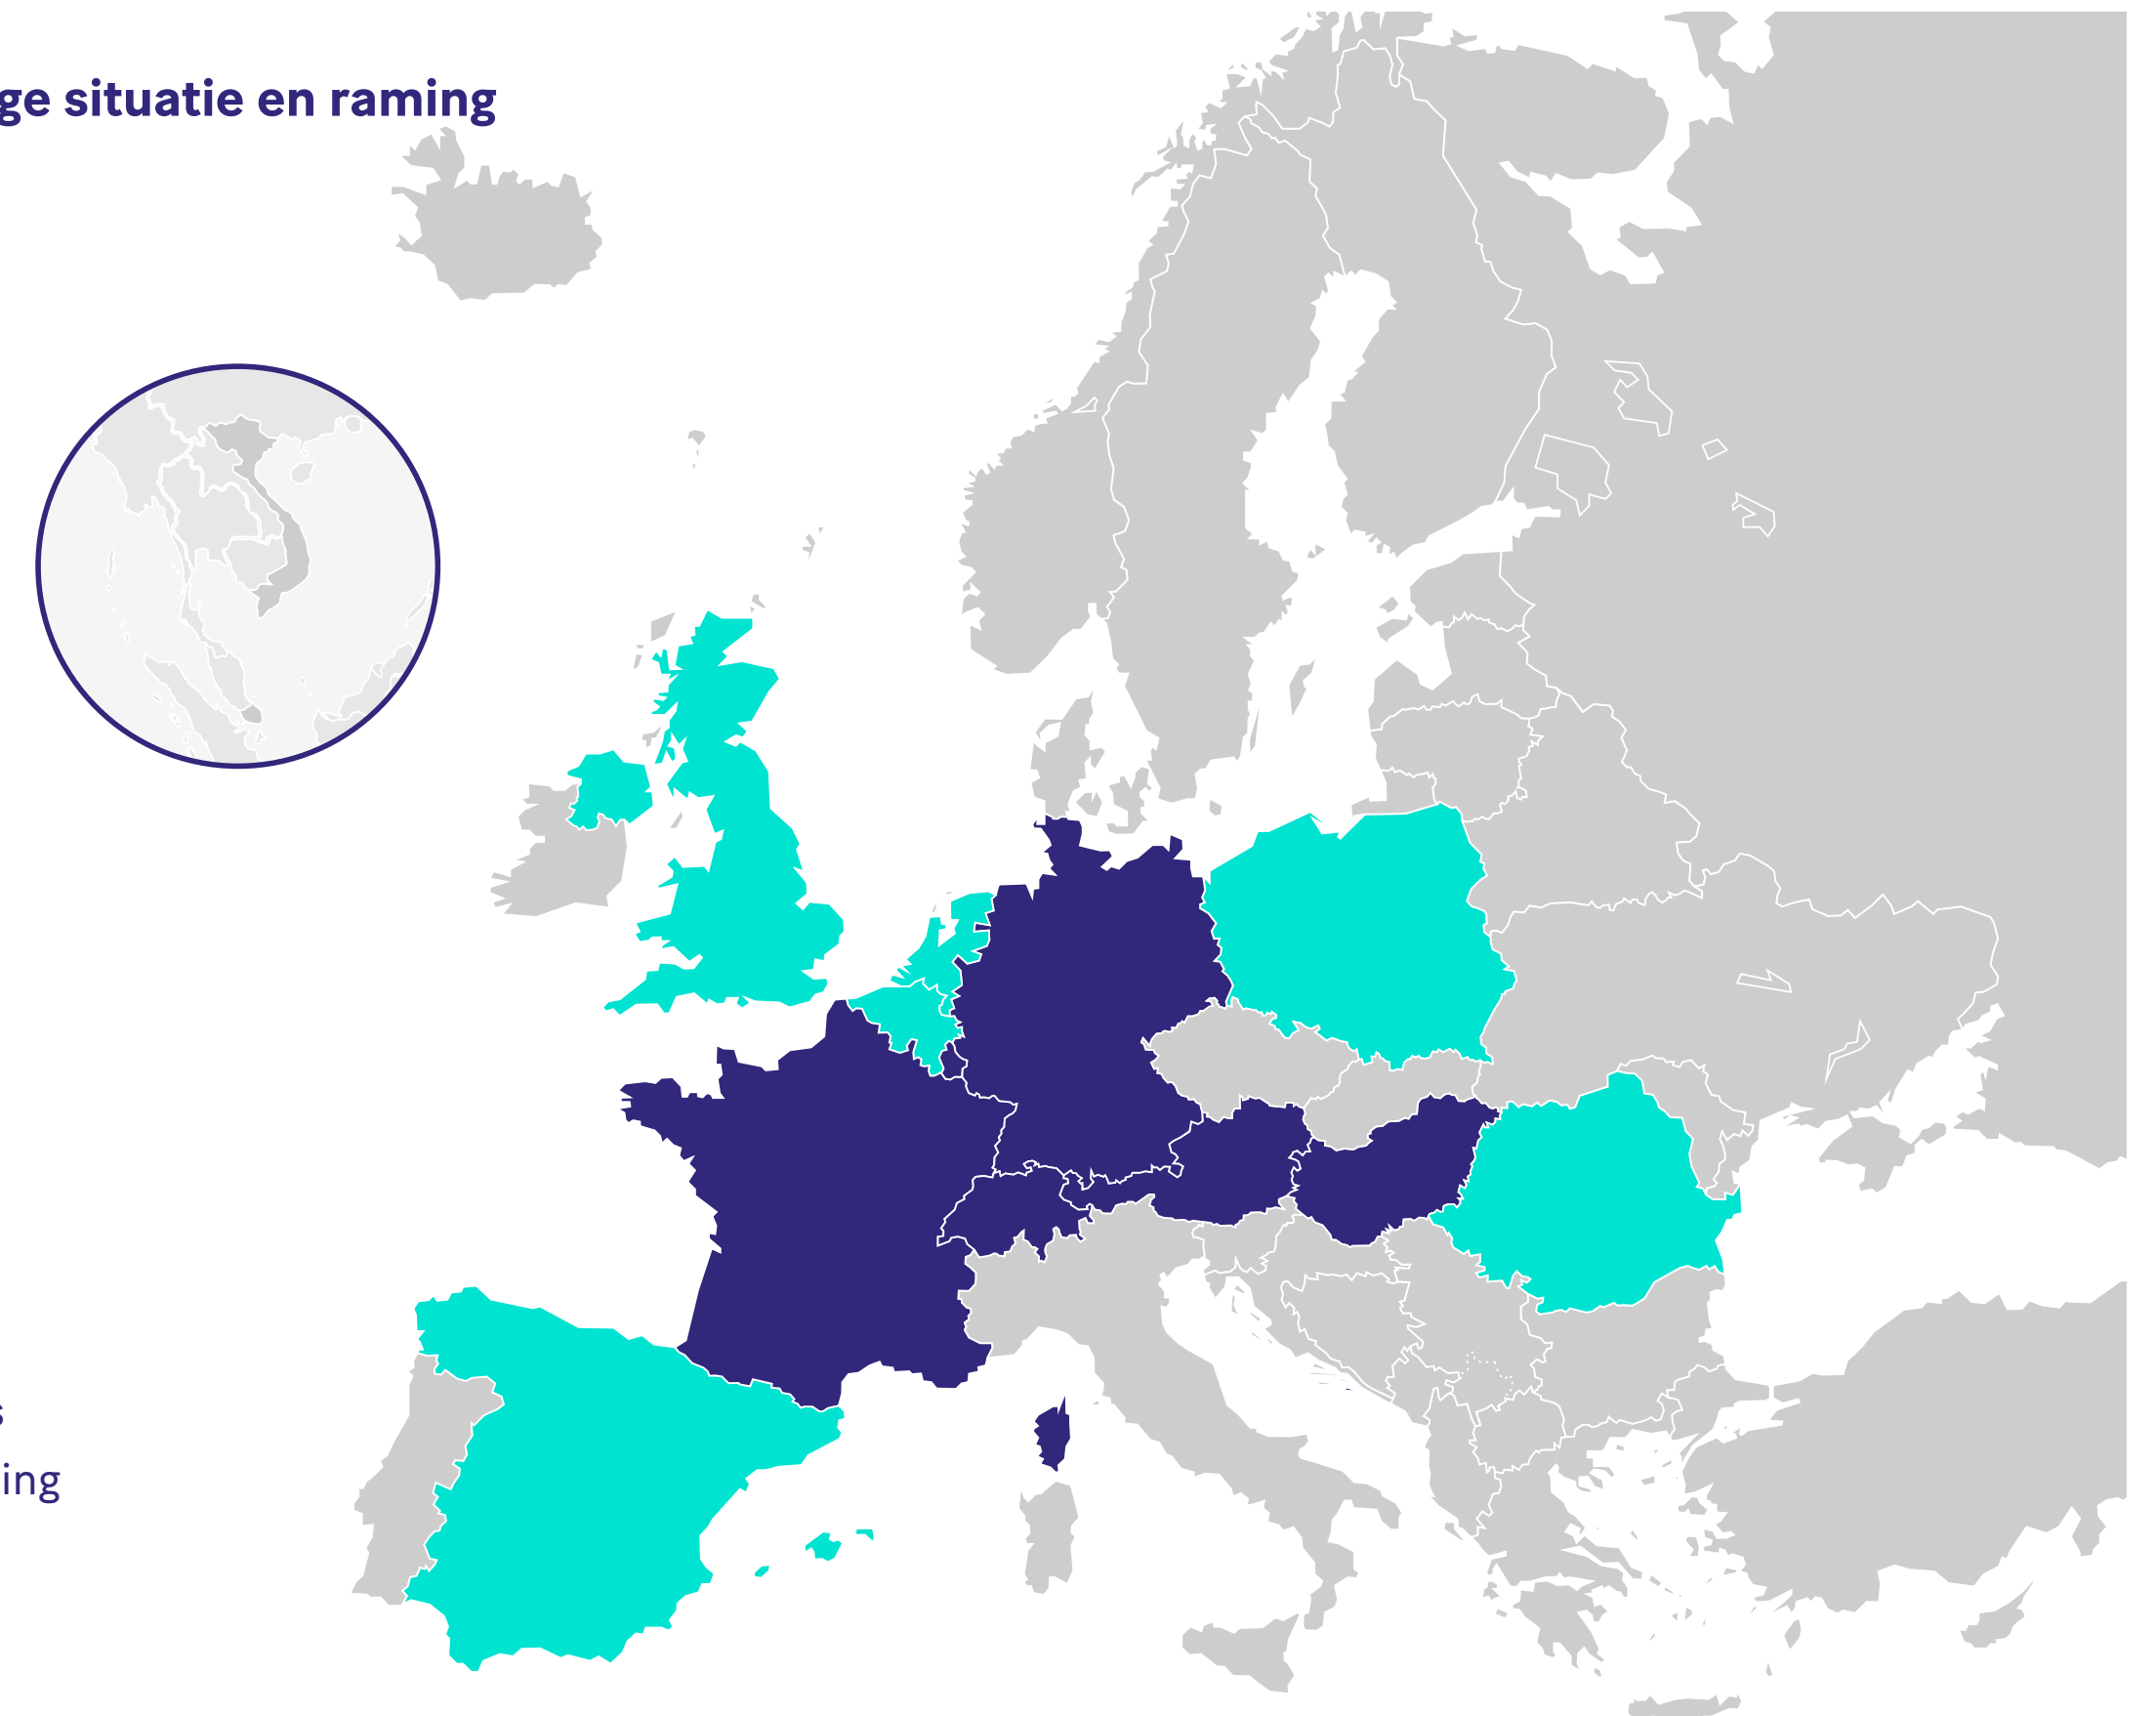 ge situatie en raming
s
ing